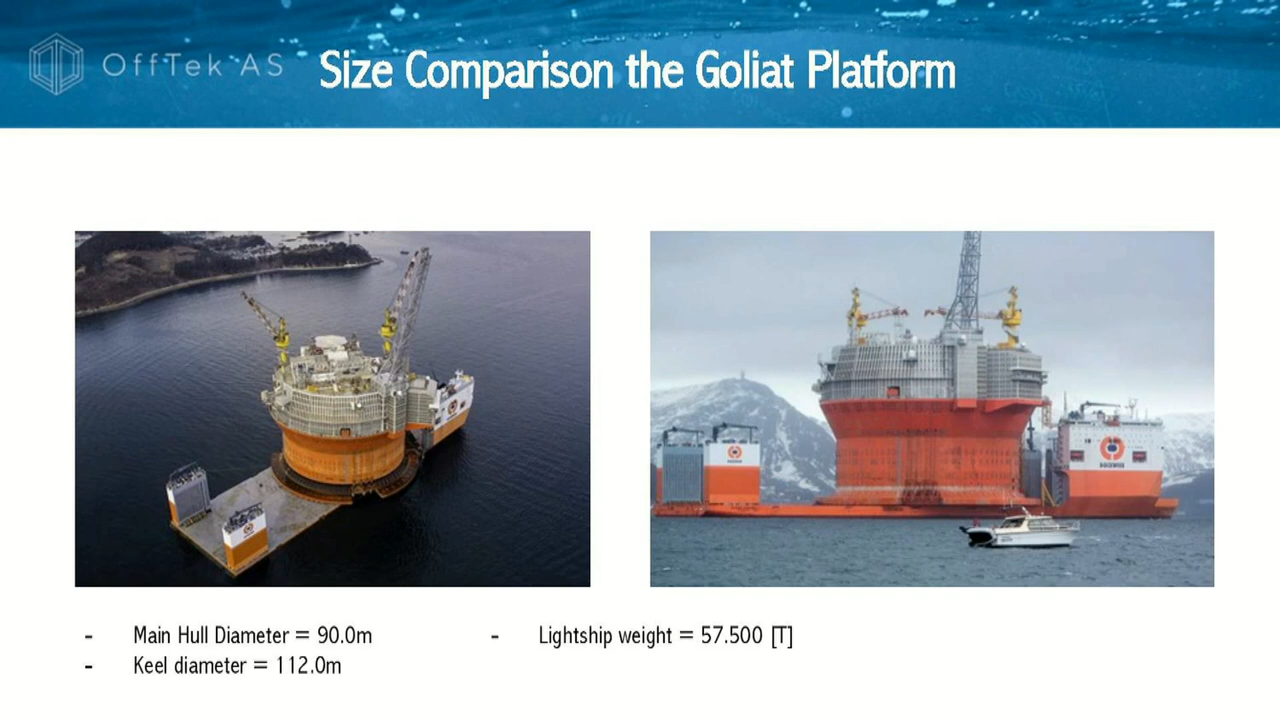 OffTek AS
Size Comparison the Goliat Platform
- Main Hull Diameter = 90.0m
- Keel diameter = 112.0m
- Lightship weight = 57.500 [T]